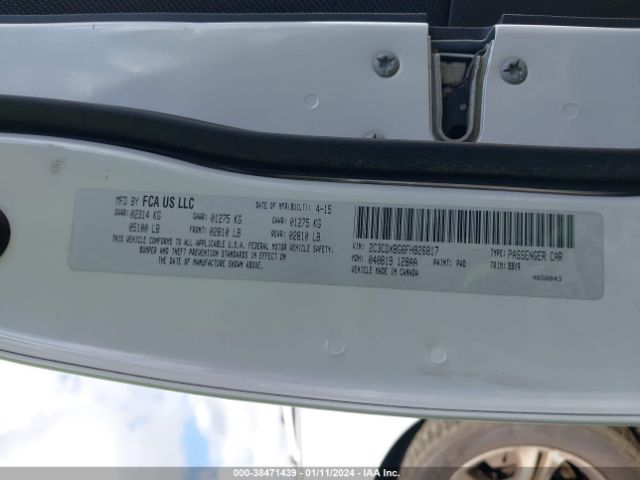 MFD BY FCA US LLC DATE OF MFR(BUILT): 4-15
GVWR: 02314 KG GAWR: 01275 KG GAWR: 01275 KG
05100 LB FRONT: 02810 LB REAR: 02810 LB
THIS VEHICLE CONFORMS TO ALL APPLICABLE U.S.A. FEDERAL MOTOR VEHICLE SAFETY,
BUMPER AND THEFT PREVENTION STANDARDS IN EFFECT ON
THE DATE OF MANUFACTURE SHOWN ABOVE.
VIN: 2C3CDXBG6FH826817 TYPE: PASSENGER CAR
MDH: 040819 128AA PAINT: PAD TRIM: BBX9
VEHICLE MADE IN CANADA 4658043
000-38471439 - 01/11/2024 - IAA Inc.